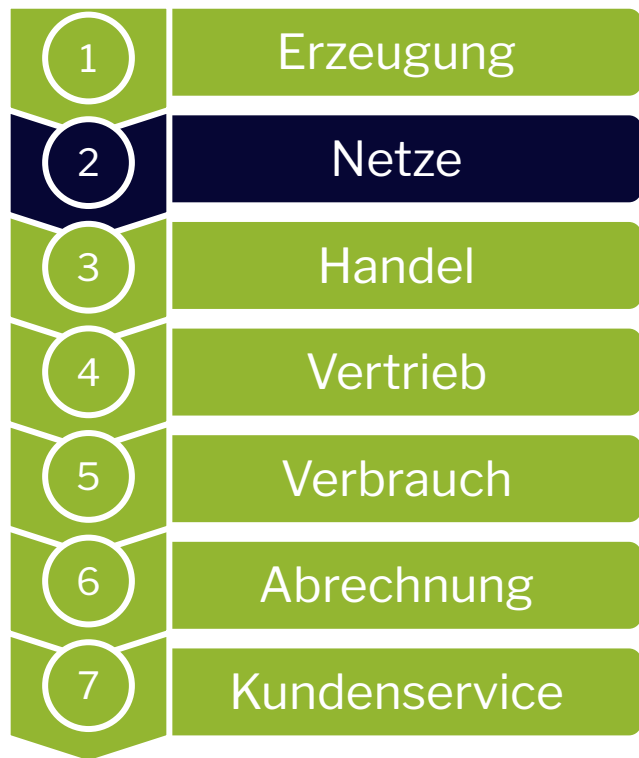 1 Erzeugung
2 Netze
3 Handel
4 Vertrieb
5 Verbrauch
6 Abrechnung
7 Kundenservice